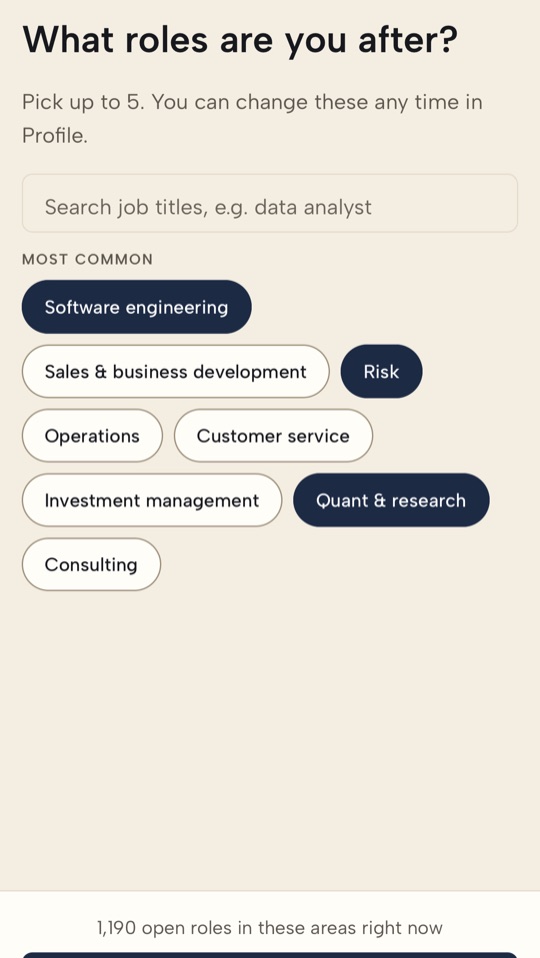 What roles are you after?
Pick up to 5. You can change these any time in
Profile.
Search job titles, e.g. data analyst
MOST COMMON
Software engineering
Sales & business development
Risk
Operations
Customer service
Investment management
Quant & research
Consulting
1,190 open roles in these areas right now